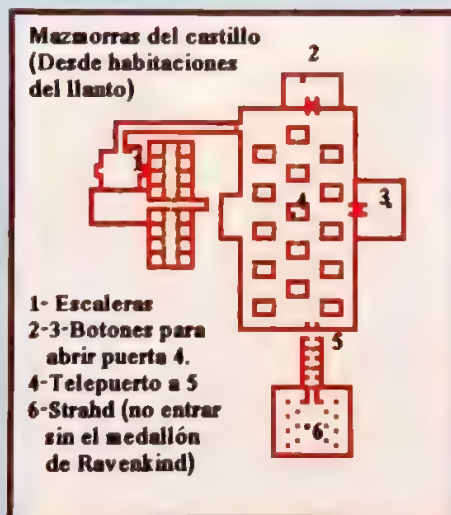 Mazmorras del castillo
(Desde habitaciones
del llanto)
2
1
4
3
1- Escaleras
2-3-Botones para
abrir puerta 4.
4-Telepuerto a 5
6-Strahd (no entrar
sin el medallón
de Ravenkind)
5
6